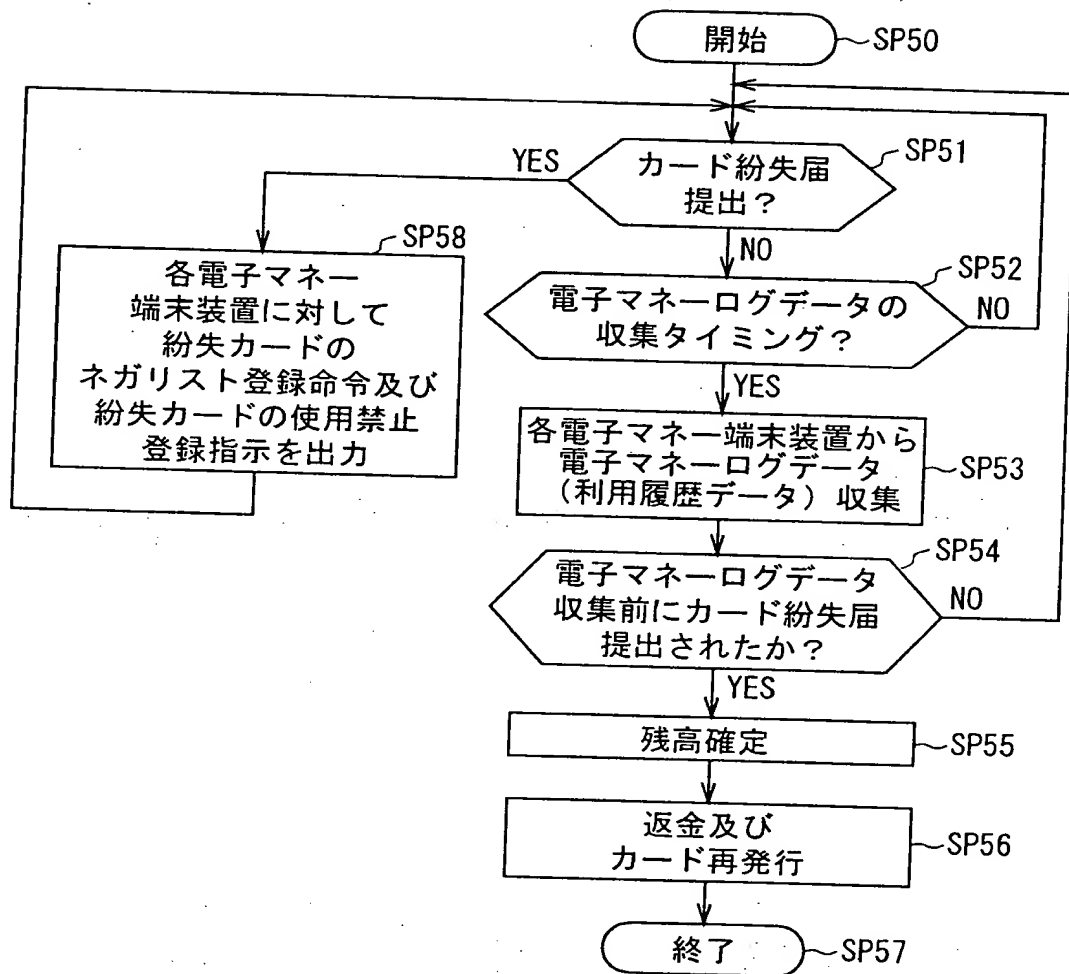 開始
SP50
カード紛失届
提出？
SP51
YES
NO
SP58
各電子マネー
端末装置に対して
紛失カードの
ネガリスト登録命令及び
紛失カードの使用禁止
登録指示を出力
電子マネーログデータの
収集タイミング？
SP52
NO
YES
各電子マネー端末装置から
電子マネーログデータ
（利用履歴データ）収集
SP53
電子マネーログデータ
収集前にカード紛失届
提出されたか？
SP54
NO
YES
残高確定
SP55
返金及び
カード再発行
SP56
終了
SP57